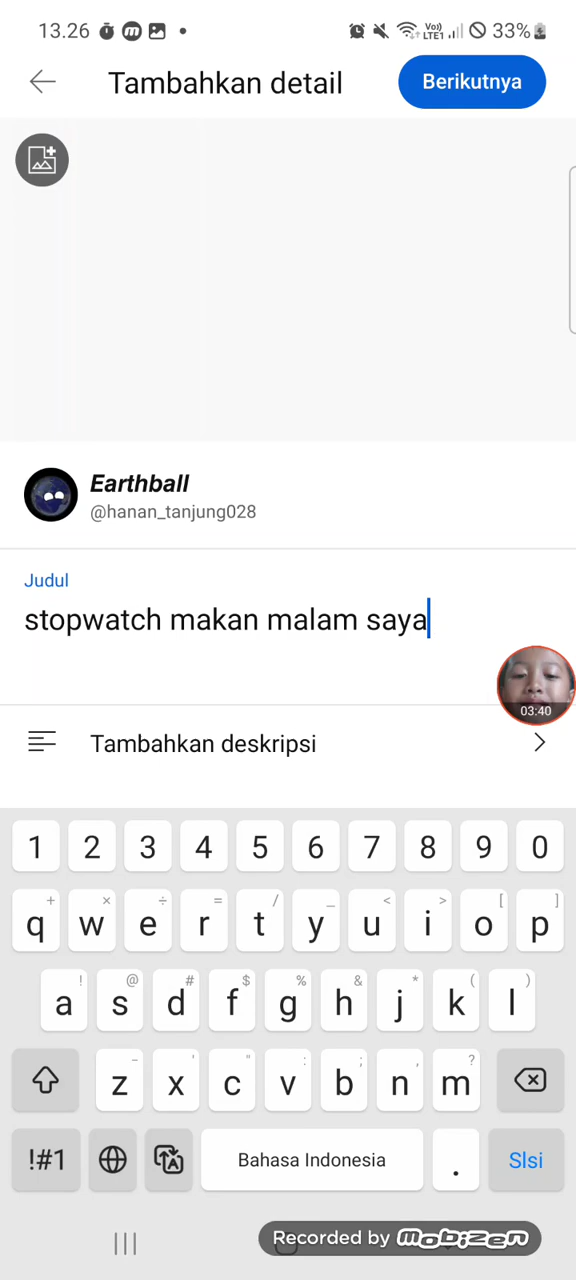 13.26 33%
Tambahkan detail Berikutnya
Earthball
@hanan_tanjung028
Judul
stopwatch makan malam saya
03:40
Tambahkan deskripsi
1 2 3 4 5 6 7 8 9 0
+ × ÷ = / _ < > [ ]
q w e r t y u i o p
! @ # $ % & * ( )
a s d f g h j k l
- ' " : ; , ?
z x c v b n m
!#1 Bahasa Indonesia . Slsi
Recorded by mobizen